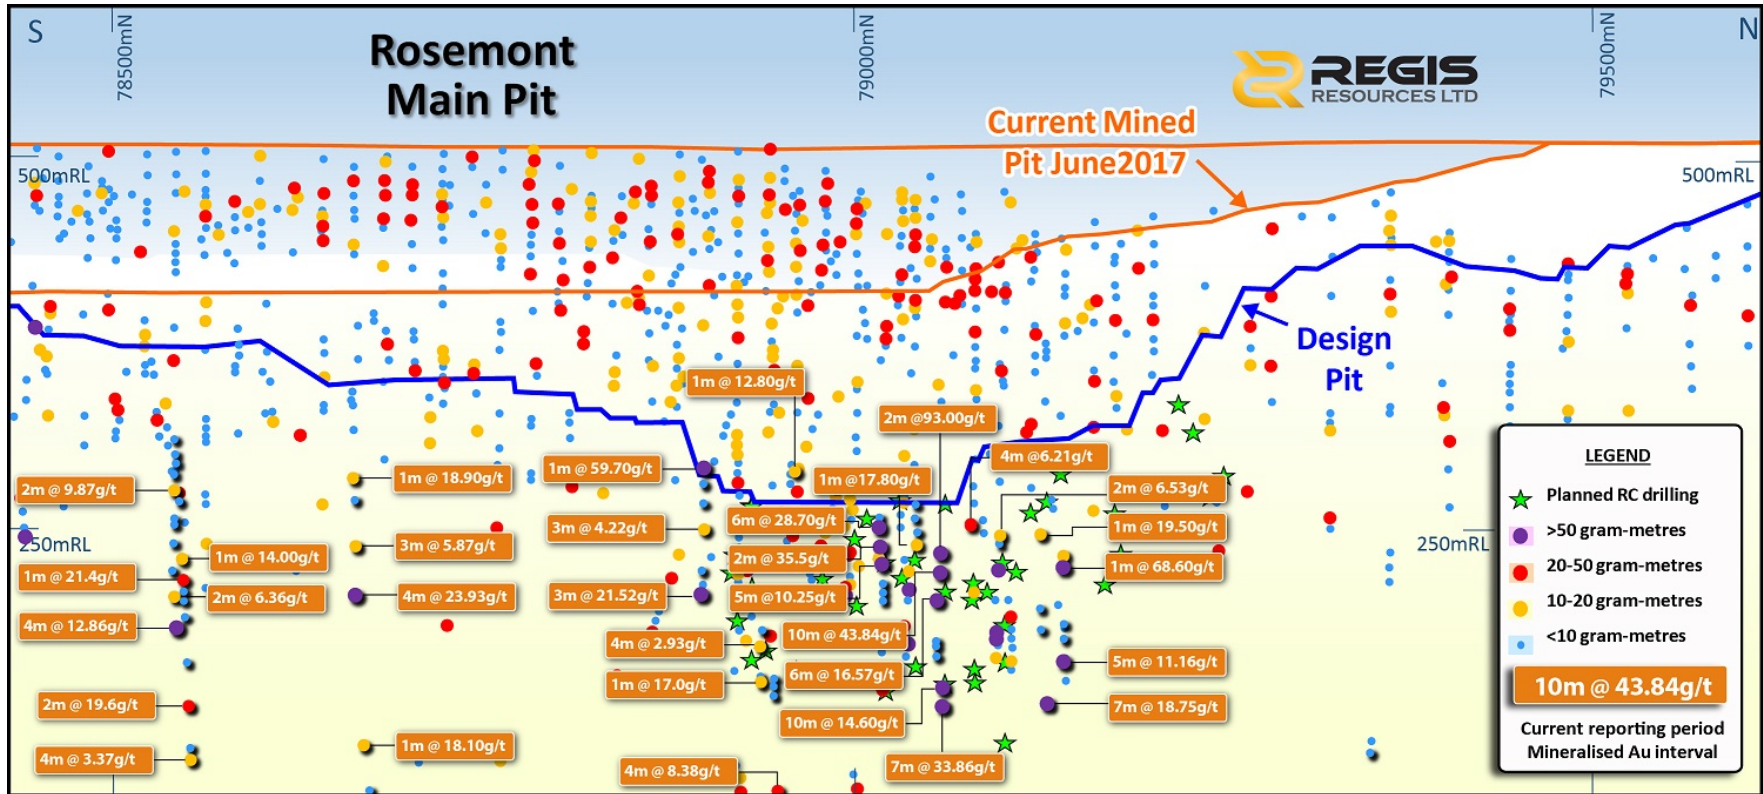 S
78500mN
Rosemont
Main Pit
79000mN
REGIS
RESOURCES LTD
79500mN
N
Current Mined
Pit June2017
500mRL
500mRL
Design
Pit
1m @ 12.80g/t
2m @93.00g/t
4m @6.21g/t
1m @ 59.70g/t
1m @17.80g/t
1m @ 18.90g/t
2m @ 9.87g/t
2m @ 6.53g/t
6m @ 28.70g/t
3m @ 4.22g/t
1m @ 19.50g/t
250mRL
250mRL
3m @ 5.87g/t
1m @ 14.00g/t
2m @ 35.5g/t
1m @ 68.60g/t
1m @ 21.4g/t
2m @ 6.36g/t
4m @ 23.93g/t
3m @ 21.52g/t
5m @10.25g/t
4m @ 12.86g/t
10m @ 43.84g/t
4m @ 2.93g/t
5m @ 11.16g/t
6m @ 16.57g/t
1m @ 17.0g/t
2m @ 19.6g/t
7m @ 18.75g/t
10m @ 14.60g/t
1m @ 18.10g/t
4m @ 3.37g/t
4m @ 8.38g/t
7m @ 33.86g/t
LEGEND
Planned RC drilling
>50 gram-metres
20-50 gram-metres
10-20 gram-metres
<10 gram-metres
10m @ 43.84g/t
Current reporting period
Mineralised Au interval